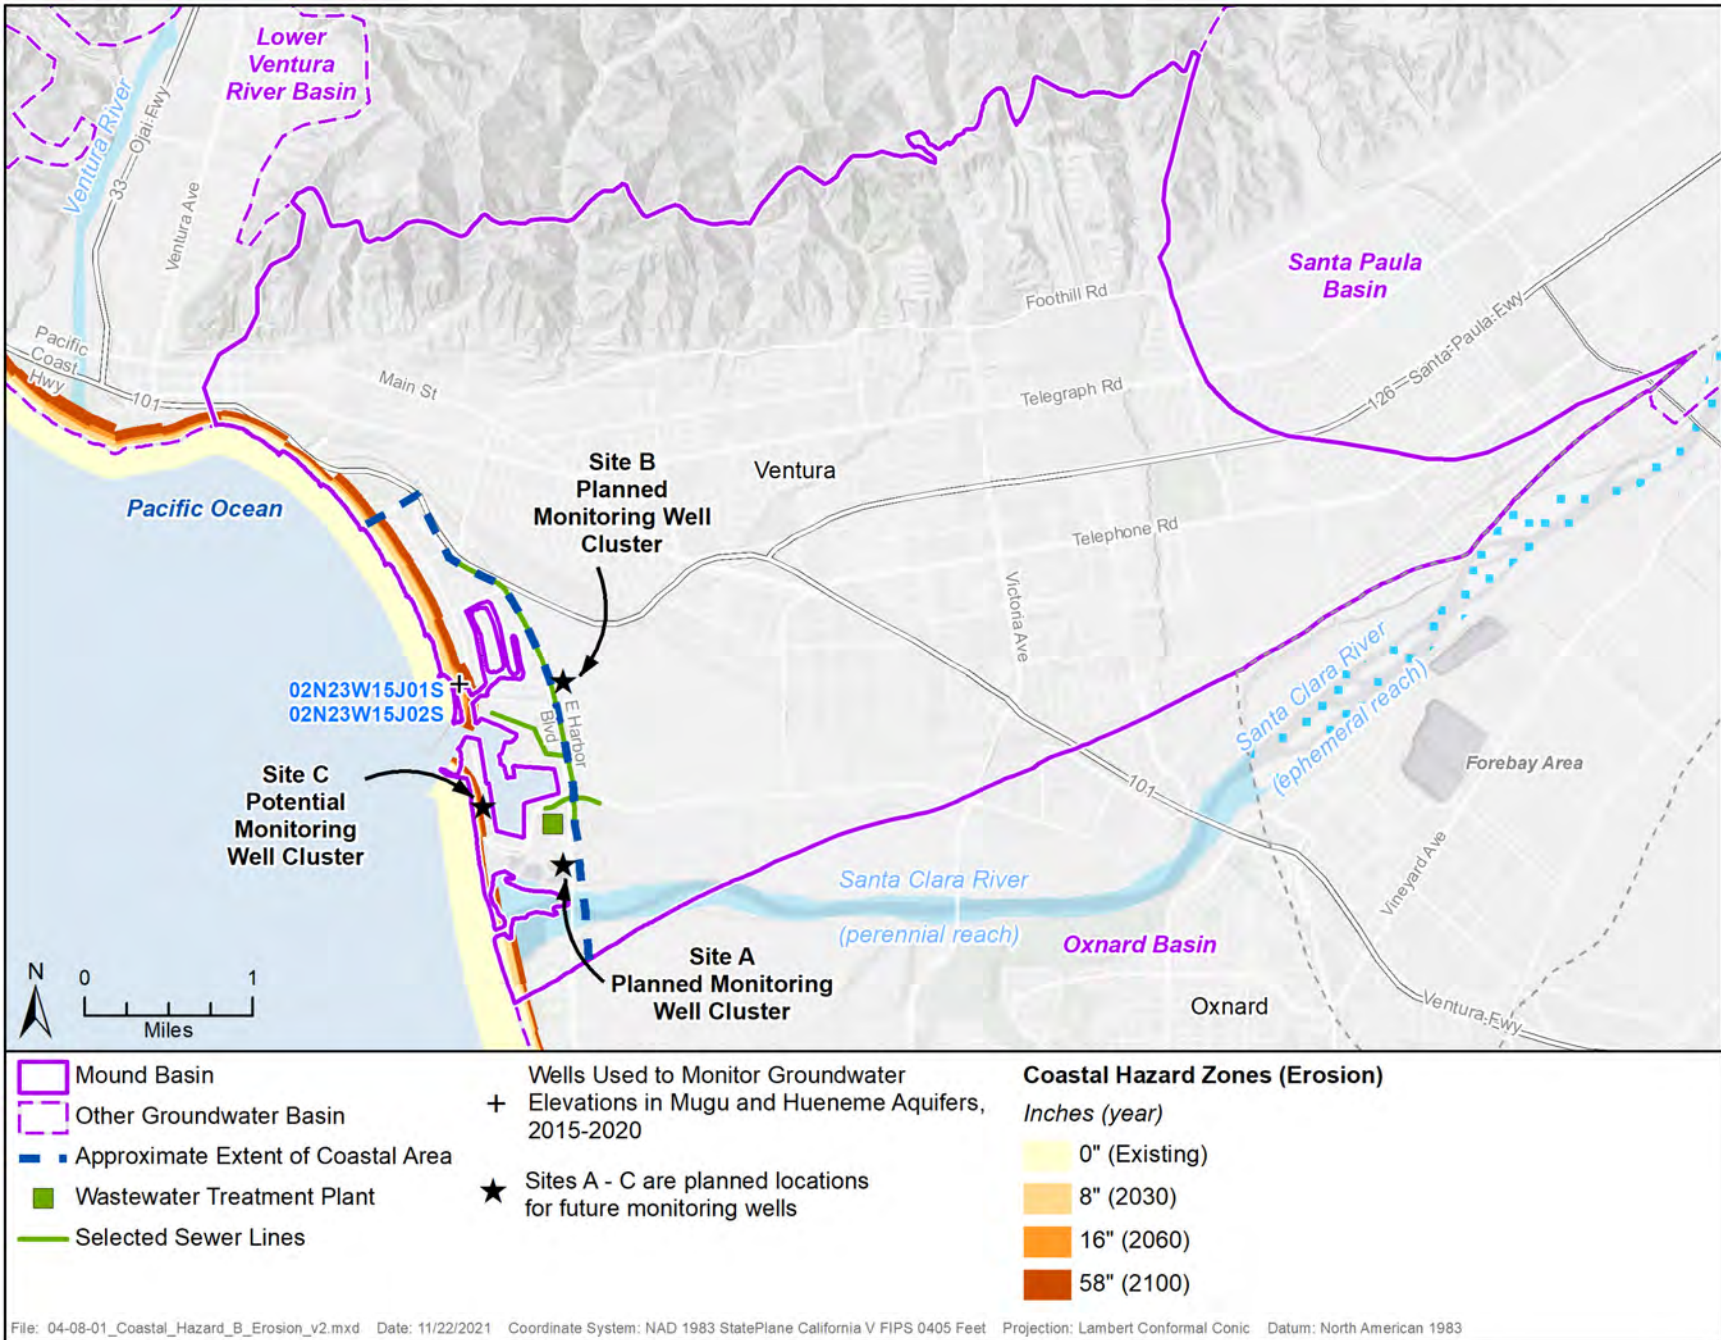 Lower
Ventura
River Basin
Ventura River
33
Ojai Fwy
Ventura Ave
Santa Paula
Basin
Foothill Rd
126
Santa Paula Fwy
Pacific
Coast
Hwy
101
Main St
Telegraph Rd
Pacific Ocean
Site B
Planned
Monitoring Well
Cluster
Ventura
Telephone Rd
Victoria Ave
02N23W15J01S
02N23W15J02S
E Harbor
Blvd
Santa Clara River
(ephemeral reach)
Forebay Area
Site C
Potential
Monitoring
Well Cluster
101
Vineyard Ave
Santa Clara River
(perennial reach)
Oxnard Basin
Site A
Planned Monitoring
Well Cluster
Oxnard
Ventura Fwy
N
0 1
Miles
Mound Basin
Other Groundwater Basin
Approximate Extent of Coastal Area
Wastewater Treatment Plant
Selected Sewer Lines
Wells Used to Monitor Groundwater
Elevations in Mugu and Hueneme Aquifers,
2015-2020
Sites A - C are planned locations
for future monitoring wells
Coastal Hazard Zones (Erosion)
Inches (year)
0" (Existing)
8" (2030)
16" (2060)
58" (2100)
File: 04-08-01_Coastal_Hazard_B_Erosion_v2.mxd Date: 11/22/2021 Coordinate System: NAD 1983 StatePlane California V FIPS 0405 Feet Projection: Lambert Conformal Conic Datum: North American 1983